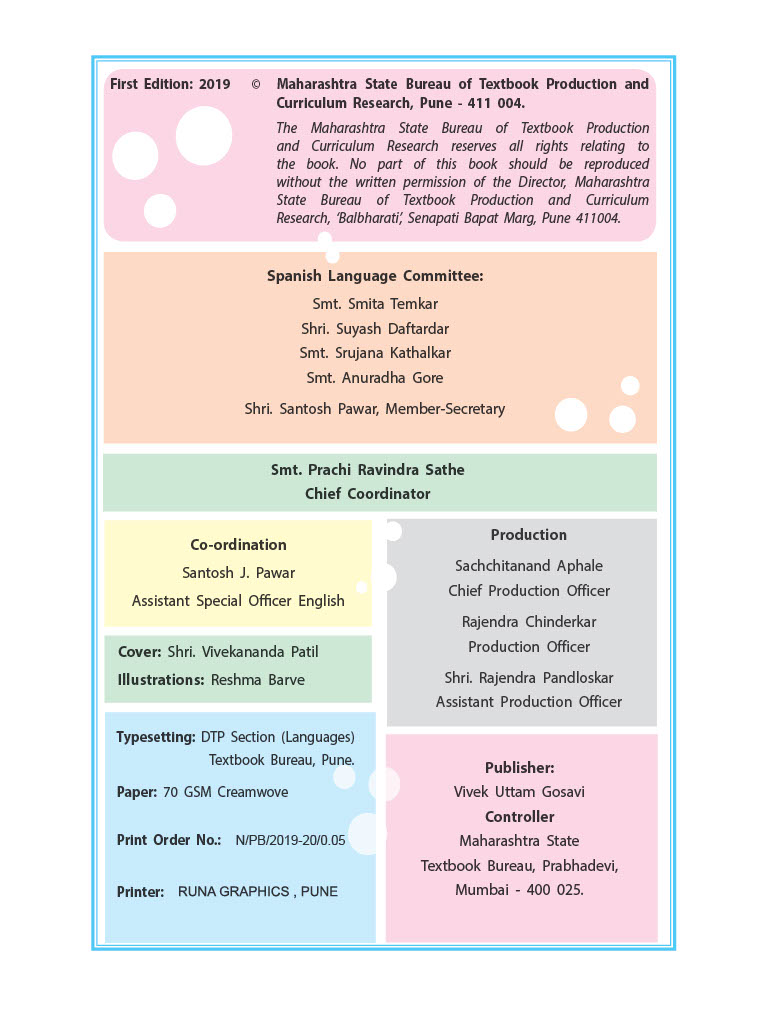 First Edition: 2019 © Maharashtra State Bureau of Textbook Production and
Curriculum Research, Pune - 411 004.
The Maharashtra State Bureau of Textbook Production
and Curriculum Research reserves all rights relating to
the book. No part of this book should be reproduced
without the written permission of the Director, Maharashtra
State Bureau of Textbook Production and Curriculum
Research, ‘Balbharati’, Senapati Bapat Marg, Pune 411004.
Spanish Language Committee:
Smt. Smita Temkar
Shri. Suyash Daftardar
Smt. Srujana Kathalkar
Smt. Anuradha Gore
Shri. Santosh Pawar, Member-Secretary
Smt. Prachi Ravindra Sathe
Chief Coordinator
Co-ordination
Santosh J. Pawar
Assistant Special Officer English
Cover: Shri. Vivekananda Patil
Illustrations: Reshma Barve
Typesetting: DTP Section (Languages)
Textbook Bureau, Pune.
Paper: 70 GSM Creamwove
Print Order No.: N/PB/2019-20/0.05
Printer: RUNA GRAPHICS , PUNE
Production
Sachchitanand Aphale
Chief Production Officer
Rajendra Chinderkar
Production Officer
Shri. Rajendra Pandloskar
Assistant Production Officer
Publisher:
Vivek Uttam Gosavi
Controller
Maharashtra State
Textbook Bureau, Prabhadevi,
Mumbai - 400 025.